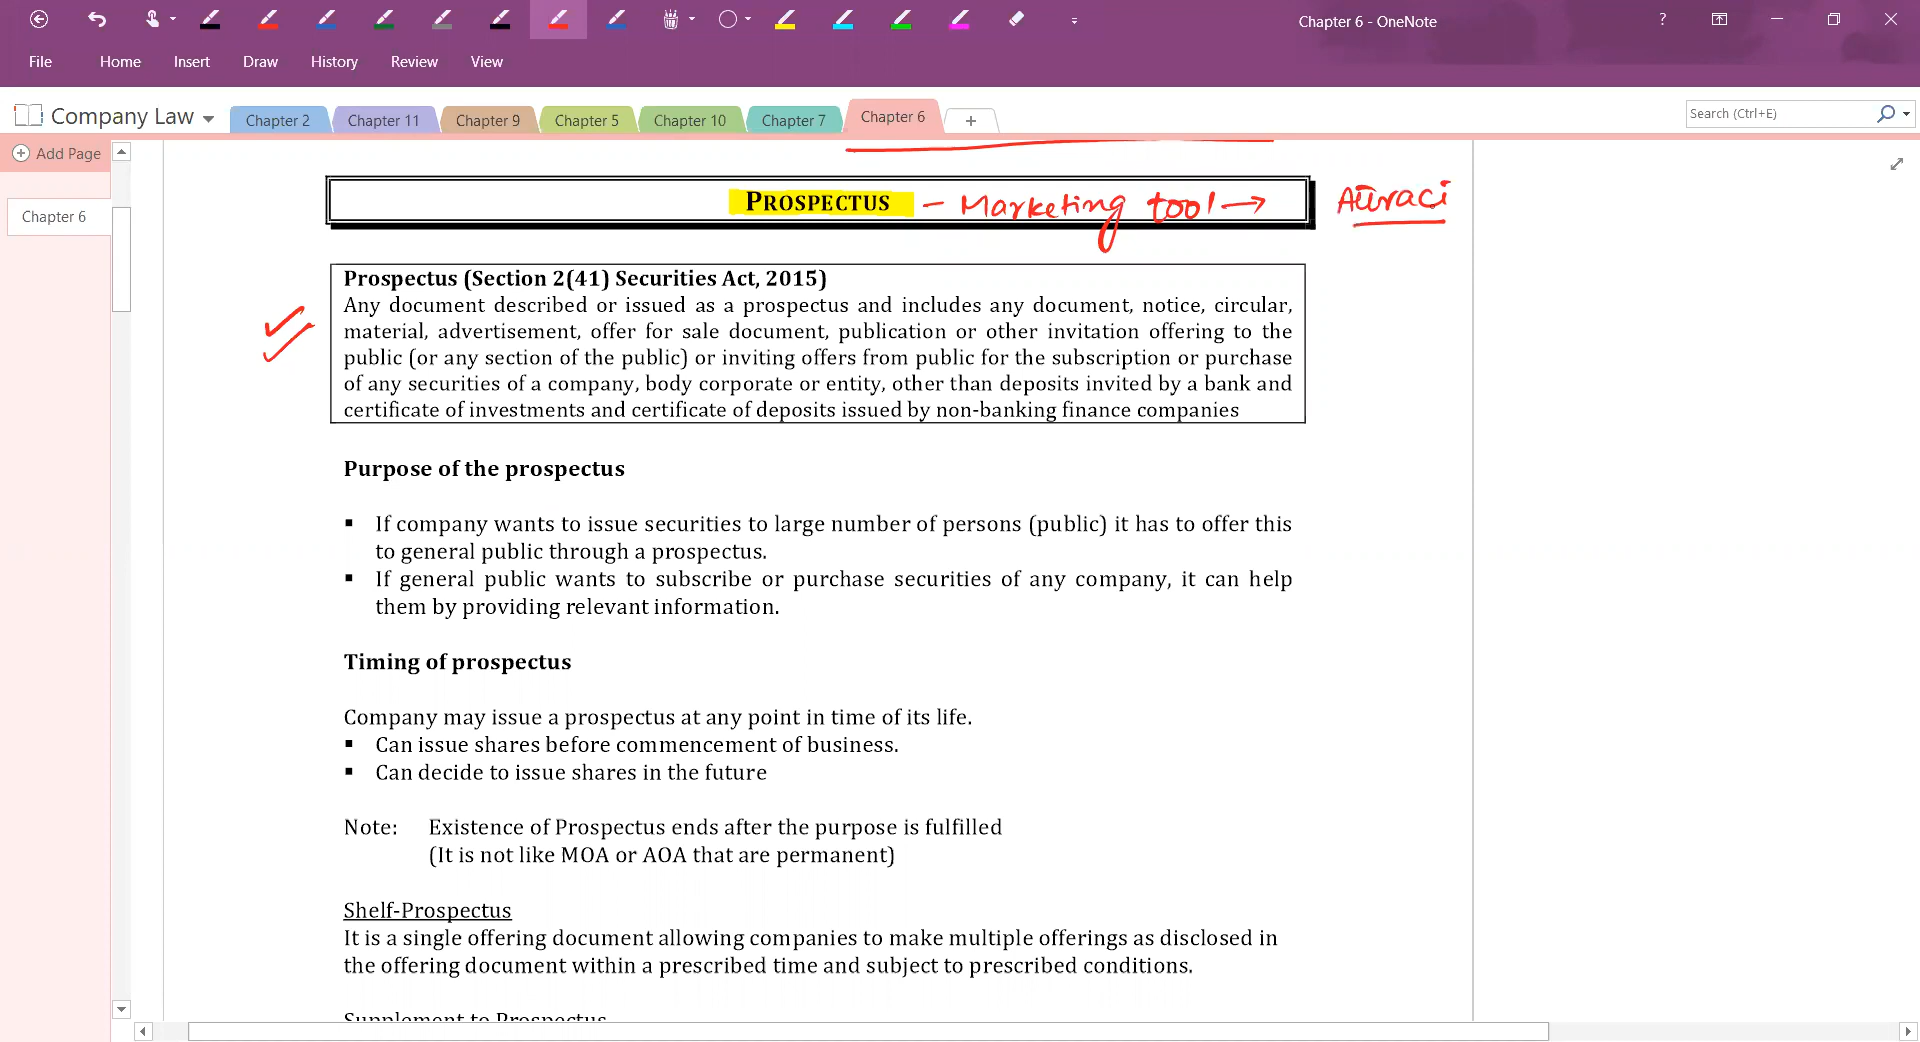 Chapter 6 - OneNote
?
File Home Insert Draw History Review View
Company Law Chapter 2 Chapter 11 Chapter 9 Chapter 5 Chapter 10 Chapter 7 Chapter 6 +
Search (Ctrl+E)
Add Page
Chapter 6
PROSPECTUS - Marketing tool →
Prospectus (Section 2(41) Securities Act, 2015)
Any document described or issued as a prospectus and includes any document, notice, circular,
material, advertisement, offer for sale document, publication or other invitation offering to the
public (or any section of the public) or inviting offers from public for the subscription or purchase
of any securities of a company, body corporate or entity, other than deposits invited by a bank and
certificate of investments and certificate of deposits issued by non-banking finance companies
Purpose of the prospectus
▪ If company wants to issue securities to large number of persons (public) it has to offer this
to general public through a prospectus.
▪ If general public wants to subscribe or purchase securities of any company, it can help
them by providing relevant information.
Timing of prospectus
Company may issue a prospectus at any point in time of its life.
▪ Can issue shares before commencement of business.
▪ Can decide to issue shares in the future
Note: Existence of Prospectus ends after the purpose is fulfilled
(It is not like MOA or AOA that are permanent)
Shelf-Prospectus
It is a single offering document allowing companies to make multiple offerings as disclosed in
the offering document within a prescribed time and subject to prescribed conditions.
Supplement to Prospectus